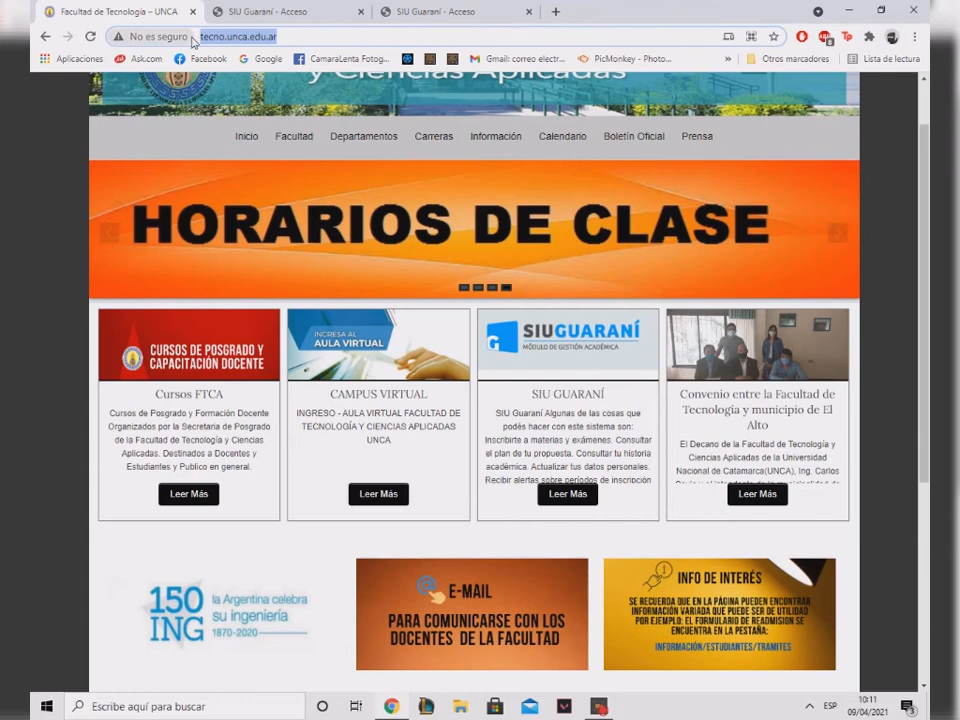 Facultad de Tecnología – UNCA
SIU Guaraní - Acceso
SIU Guaraní - Acceso
No es seguro
tecno.unca.edu.ar
Aplicaciones
Ask.com
Facebook
Google
CamaraLenta Fotog...
Gmail: correo electr...
PicMonkey - Photo...
Otros marcadores
Lista de lectura
y Ciencias Aplicadas
Inicio
Facultad
Departamentos
Carreras
Información
Calendario
Boletín Oficial
Prensa
HORARIOS DE CLASE
CURSOS DE POSGRADO Y
CAPACITACIÓN DOCENTE
Cursos FTCA
Cursos de Posgrado y Formación Docente
Organizados por la Secretaria de Posgrado
de la Facultad de Tecnología y Ciencias
Aplicadas. Destinados a Docentes y
Estudiantes y Publico en general.
Leer Más
INGRESA AL
AULA VIRTUAL
CAMPUS VIRTUAL
INGRESO - AULA VIRTUAL FACULTAD DE
TECNOLOGÍA Y CIENCIAS APLICADAS
UNCA
Leer Más
G
SIUGUARANÍ
MÓDULO DE GESTIÓN ACADÉMICA
SIU GUARANÍ
SIU Guaraní Algunas de las cosas que
podés hacer con este sistema son:
Inscribirte a materias y exámenes. Consultar
el plan de tu propuesta. Consultar tu historia
académica. Actualizar tus datos personales.
Recibir alertas sobre períodos de inscripción
Leer Más
Convenio entre la Facultad de
Tecnología y municipio de El
Alto
El Decano de la Facultad de Tecnología y
Ciencias Aplicadas de la Universidad
Nacional de Catamarca(UNCA), Ing. Carlos
Leer Más
150
ING
la Argentina celebra
su ingeniería
1870-2020
E-MAIL
PARA COMUNICARSE CON LOS
DOCENTES DE LA FACULTAD
INFO DE INTERÉS
SE RECUERDA QUE EN LA PÁGINA PUEDEN ENCONTRAR
INFORMACIÓN VARIADA QUE PUEDE SER DE UTILIDAD
POR EJEMPLO: EL FORMULARIO DE READMISION SE
ENCUENTRA EN LA PESTAÑA:
INFORMACIÓN/ESTUDIANTES/TRAMITES
Escribe aquí para buscar
ESP
10:11
09/04/2021